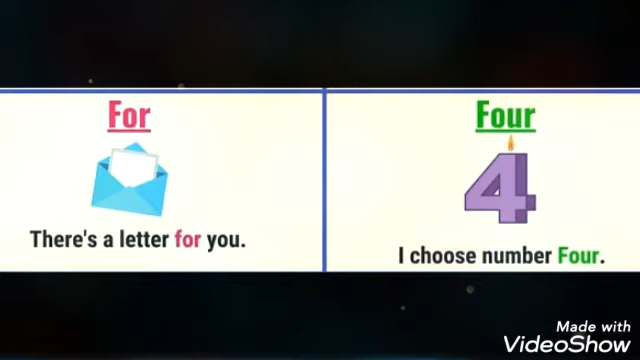 For
There's a letter for you.
Four
4
I choose number Four.
Made with
VideoShow